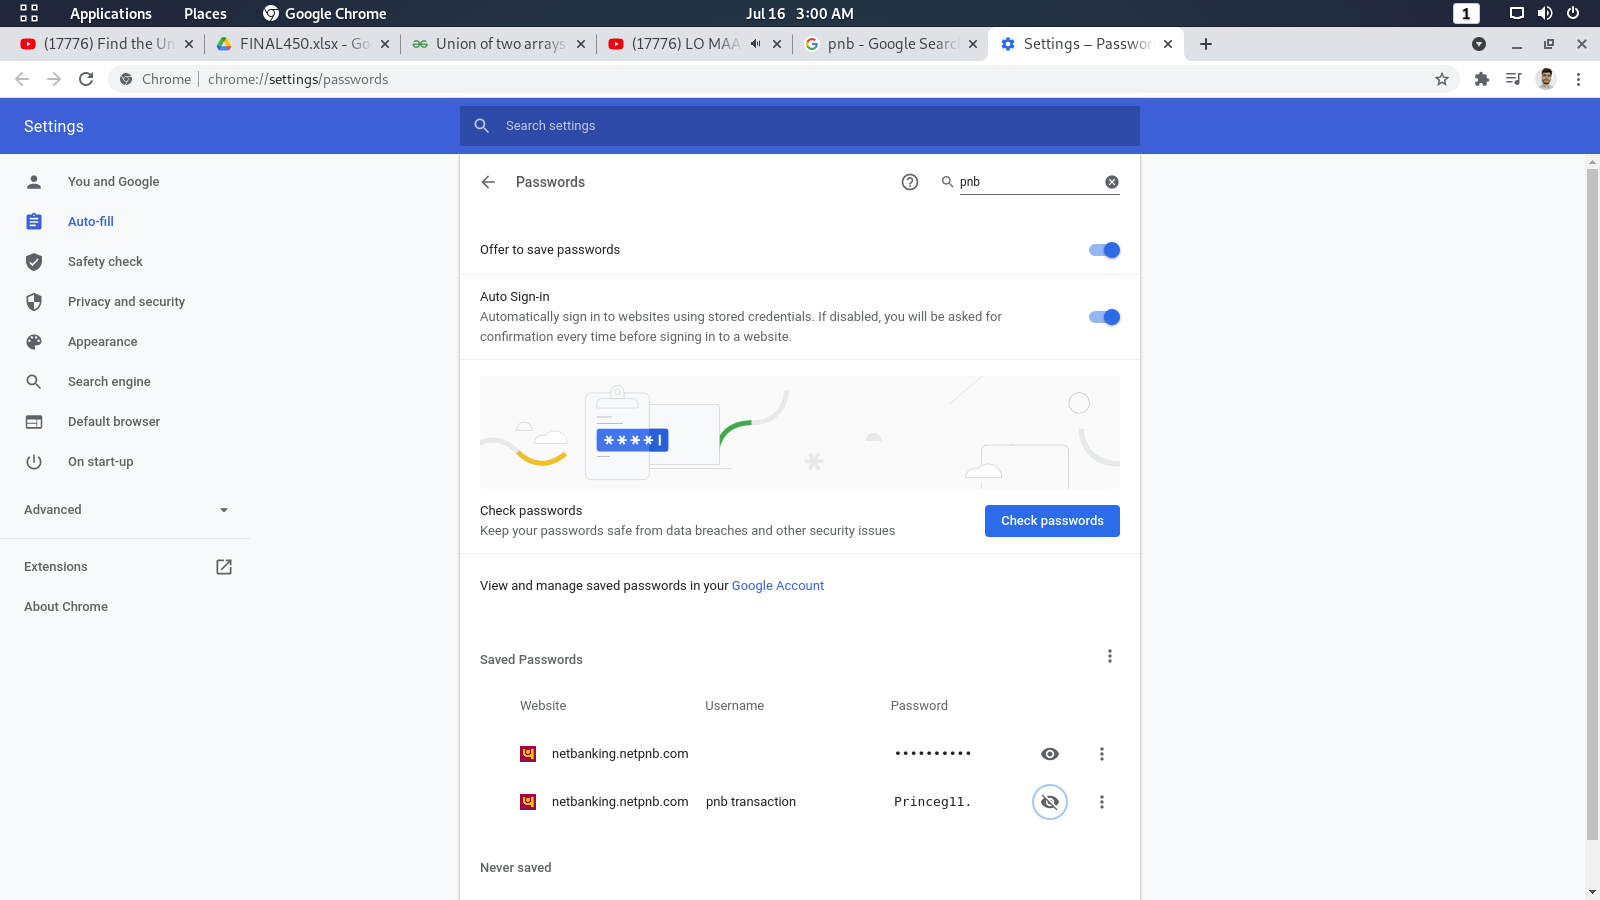 Applications Places Google Chrome Jul 16 3:00 AM 1
(17776) Find the Un FINAL450.xlsx - Go Union of two arrays (17776) LO MAA pnb - Google Searc Settings – Passwor
Chrome chrome://settings/passwords
Settings
Search settings
You and Google
Auto-fill
Safety check
Privacy and security
Appearance
Search engine
Default browser
On start-up
Advanced
Extensions
About Chrome
Passwords pnb
Offer to save passwords
Auto Sign-in
Automatically sign in to websites using stored credentials. If disabled, you will be asked for
confirmation every time before signing in to a website.
****|
Check passwords
Keep your passwords safe from data breaches and other security issues
Check passwords
View and manage saved passwords in your Google Account
Saved Passwords
Website Username Password
netbanking.netpnb.com ••••••••••
netbanking.netpnb.com pnb transaction Princeg11.
Never saved